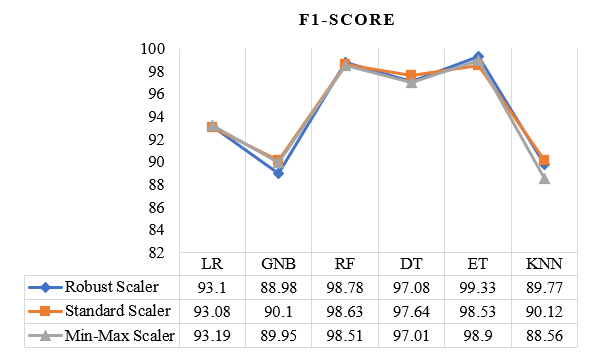 F1-SCORE
100
98
96
94
92
90
88
86
84
82
LR GNB RF DT ET KNN
Robust Scaler 93.1 88.98 98.78 97.08 99.33 89.77
Standard Scaler 93.08 90.1 98.63 97.64 98.53 90.12
Min-Max Scaler 93.19 89.95 98.51 97.01 98.9 88.56